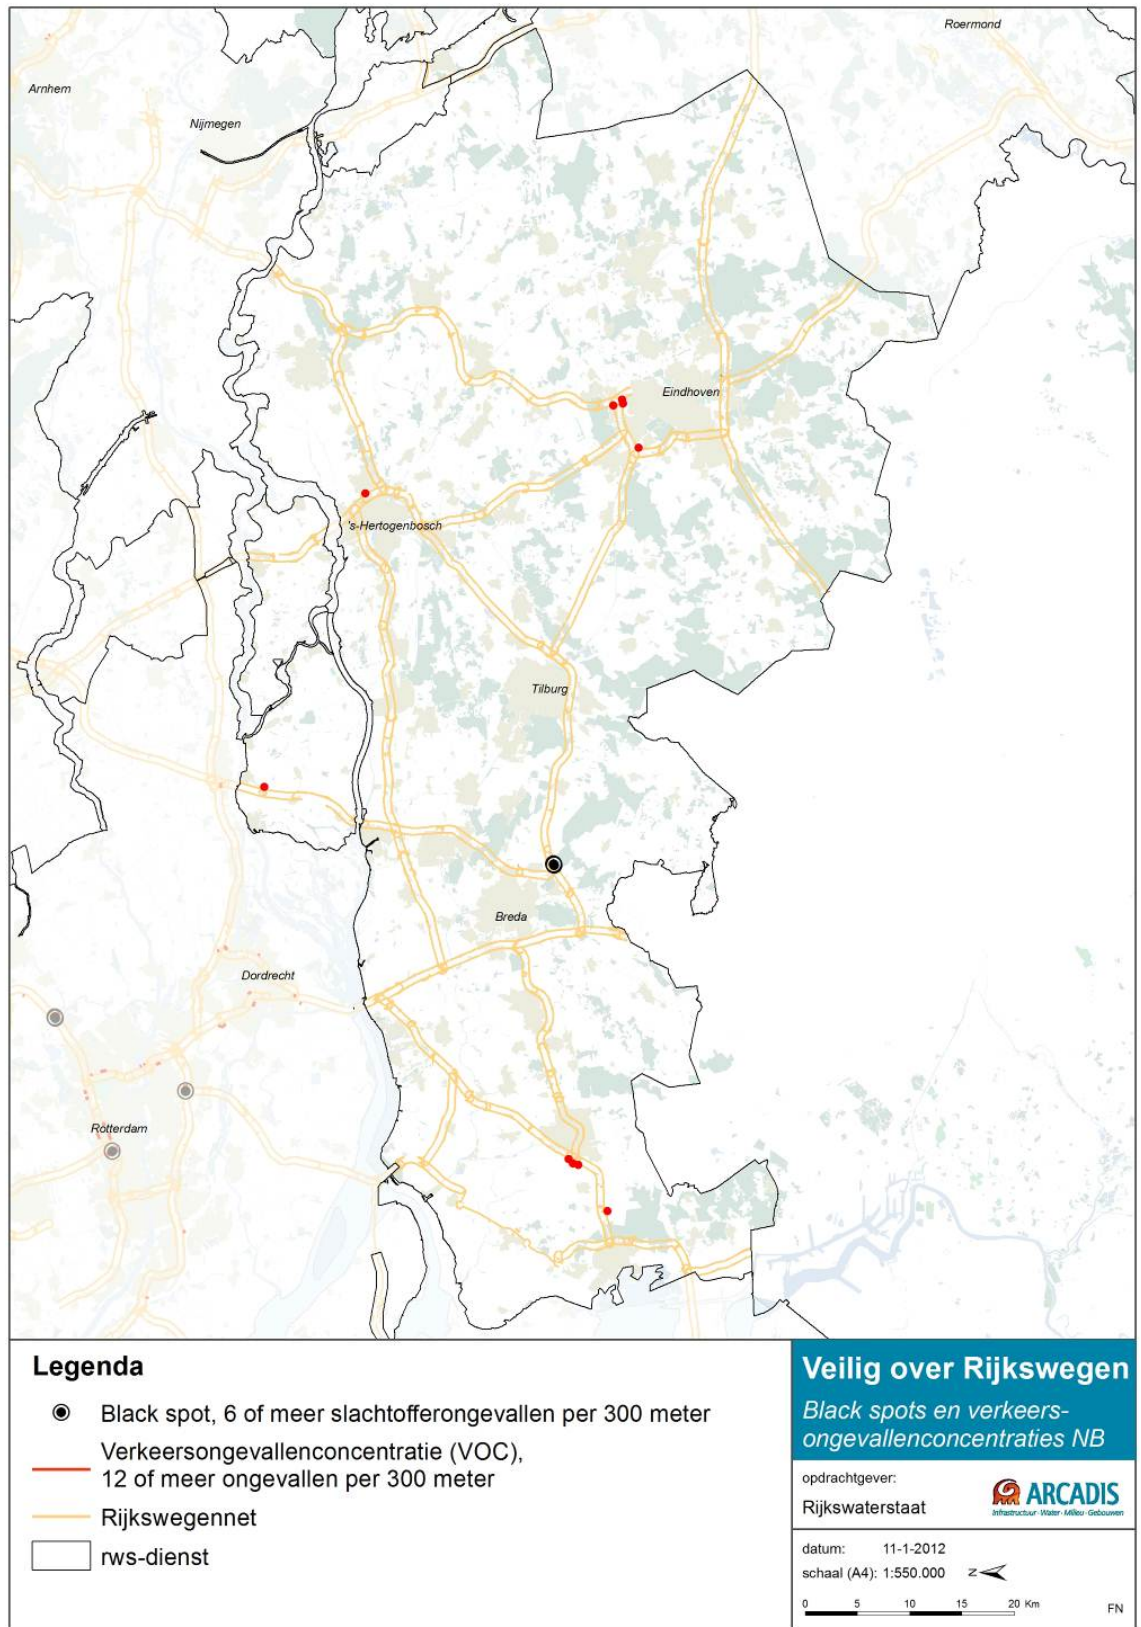 Roermond
Arnhem
Nijmegen
Eindhoven
's-Hertogenbosch
Tilburg
Breda
Dordrecht
Rotterdam
Legenda
Black spot, 6 of meer slachtofferongevallen per 300 meter
Verkeersongevallenconcentratie (VOC),
12 of meer ongevallen per 300 meter
Rijkswegennet
rws-dienst
Veilig over Rijkswegen
Black spots en verkeers-
ongevallenconcentraties NB
opdrachtgever:
Rijkswaterstaat
ARCADIS
Infrastructuur · Water · Milieu · Gebouwen
datum: 11-1-2012
schaal (A4): 1:550.000 N
0 5 10 15 20 Km
FN